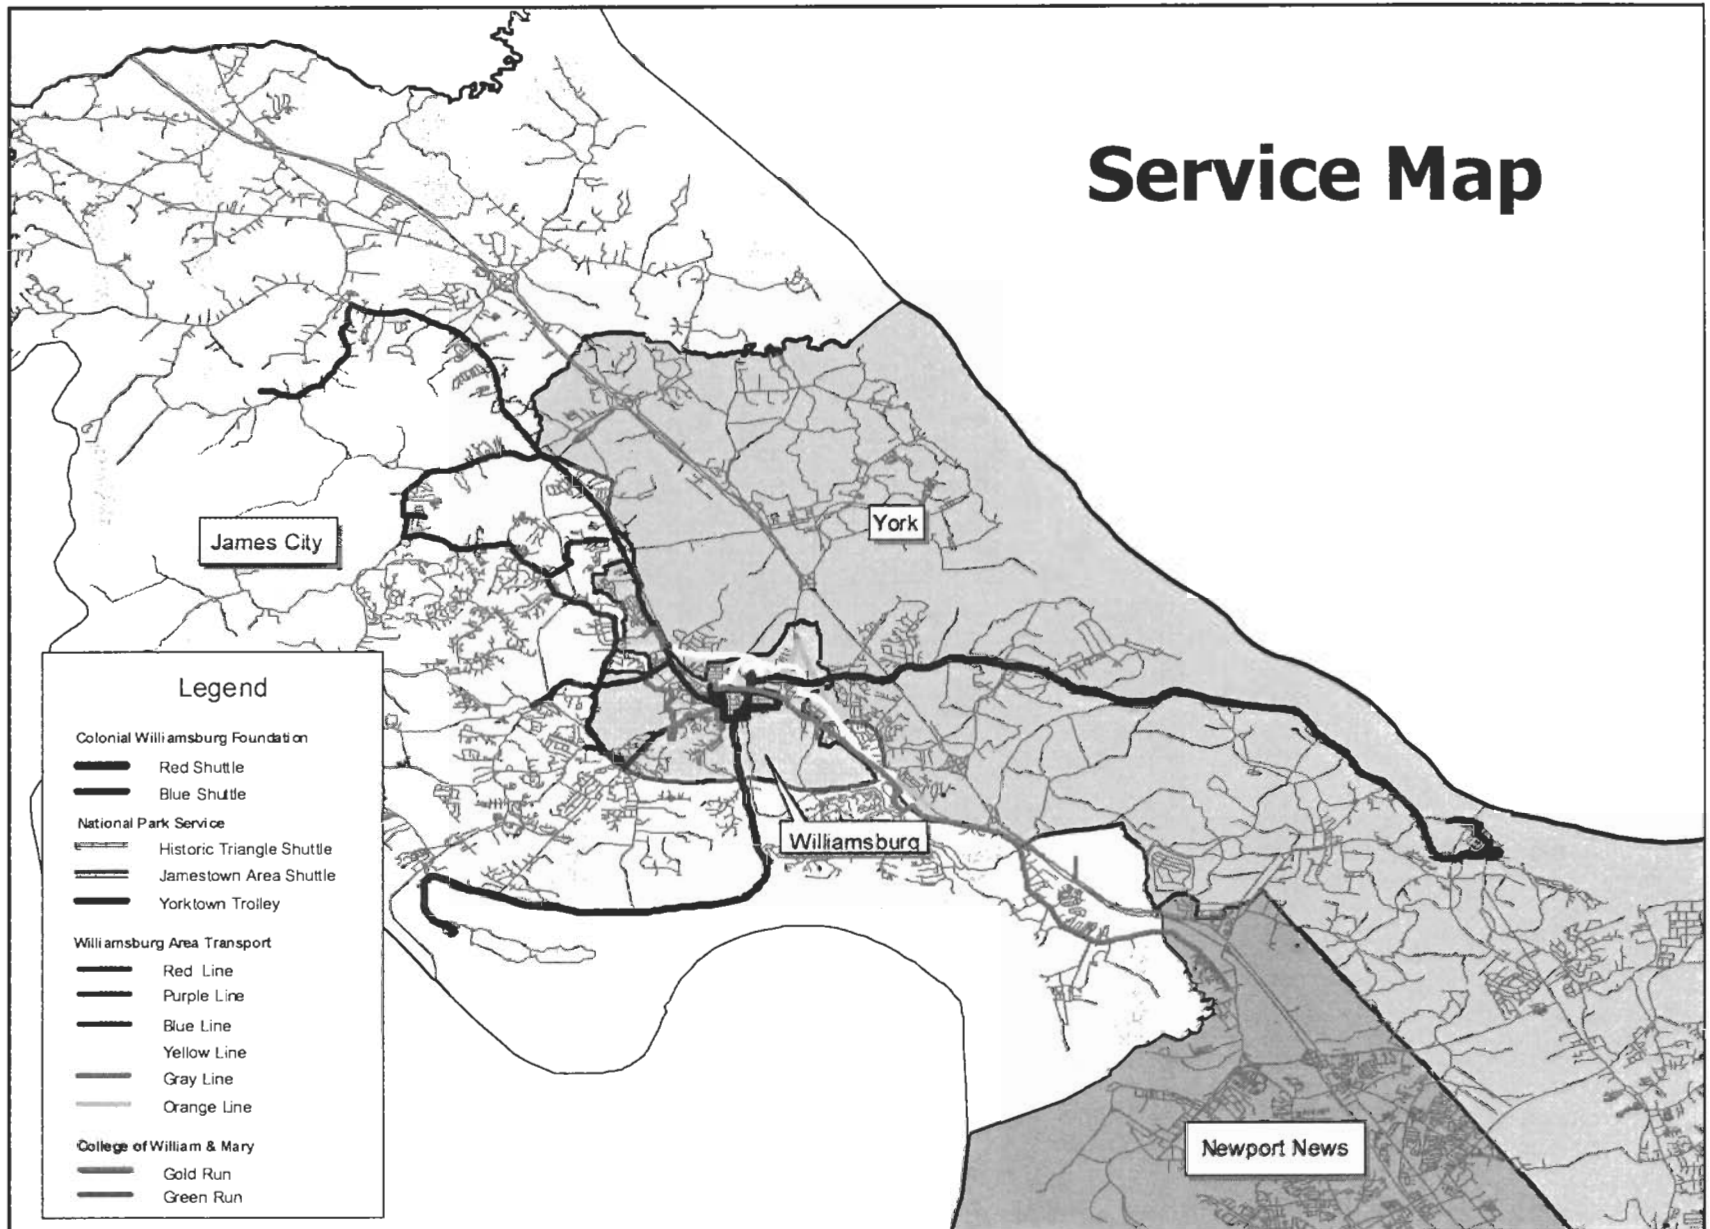 Service Map
York
James City
Legend
Colonial Williamsburg Foundation
Red Shuttle
Blue Shuttle
National Park Service
Historic Triangle Shuttle
Jamestown Area Shuttle
Yorktown Trolley
Williamsburg Area Transport
Red Line
Purple Line
Blue Line
Yellow Line
Gray Line
Orange Line
College of William & Mary
Gold Run
Green Run
Williamsburg
Newport News